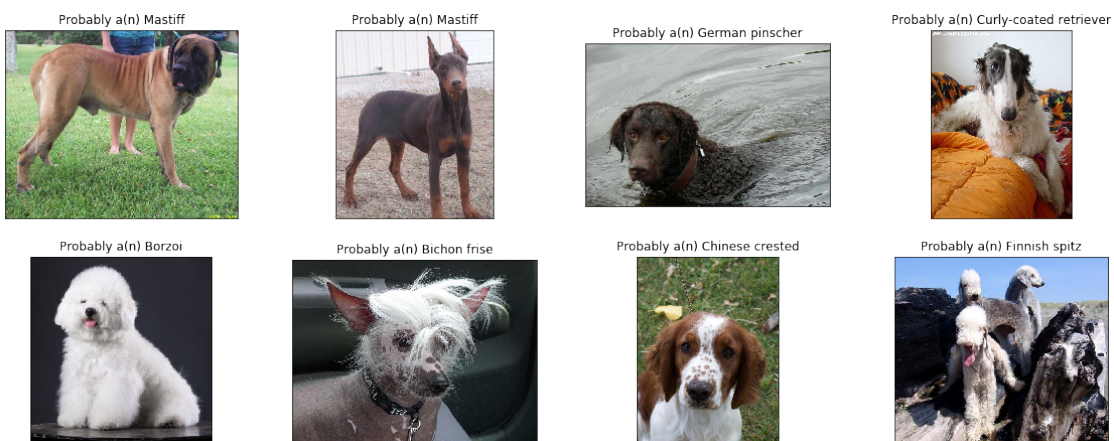 Probably a(n) Mastiff
Probably a(n) Mastiff
Probably a(n) German pinscher
Probably a(n) Curly-coated retriever
Probably a(n) Borzoi
Probably a(n) Bichon frise
Probably a(n) Chinese crested
Probably a(n) Finnish spitz